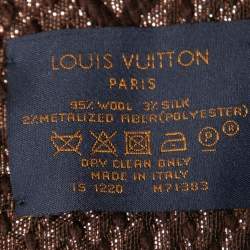 LOUIS VUITTON
PARIS
95% WOOL 3% SILK
2% METALIZED FIBER(POLYESTER)
P
DRY CLEAN ONLY
MADE IN ITALY
TS 1220 M71383